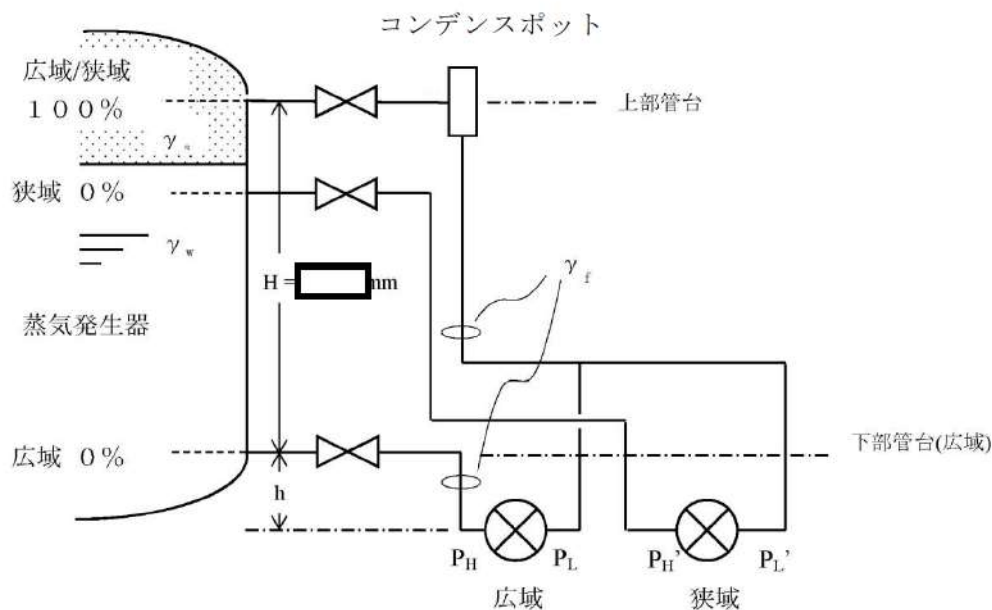 コンデンスポット
広域/狭域
１００%
上部管台
狭域 ０%
γw
H = mm
γf
蒸気発生器
広域 ０%
下部管台(広域)
h
PH PL PH' PL'
広域 狭域